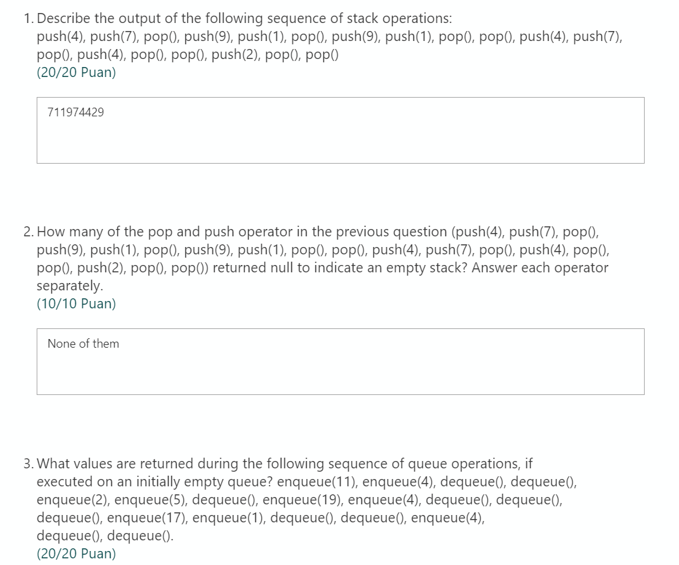 1. Describe the output of the following sequence of stack operations:
push(4), push(7), pop(), push(9), push(1), pop(), push(9), push(1), pop(), pop(), push(4), push(7),
pop(), push(4), pop(), pop(), push(2), pop(), pop()
(20/20 Puan)
711974429
2. How many of the pop and push operator in the previous question (push(4), push(7), pop(),
push(9), push(1), pop(), push(9), push(1), pop(), pop(), push(4), push(7), pop(), push(4), pop(),
pop(), push(2), pop(), pop()) returned null to indicate an empty stack? Answer each operator
separately.
(10/10 Puan)
None of them
3. What values are returned during the following sequence of queue operations, if
executed on an initially empty queue? enqueue(11), enqueue(4), dequeue(), dequeue(),
enqueue(2), enqueue(5), dequeue(), enqueue(19), enqueue(4), dequeue(), dequeue(),
dequeue(), enqueue(17), enqueue(1), dequeue(), dequeue(), enqueue(4),
dequeue(), dequeue().
(20/20 Puan)